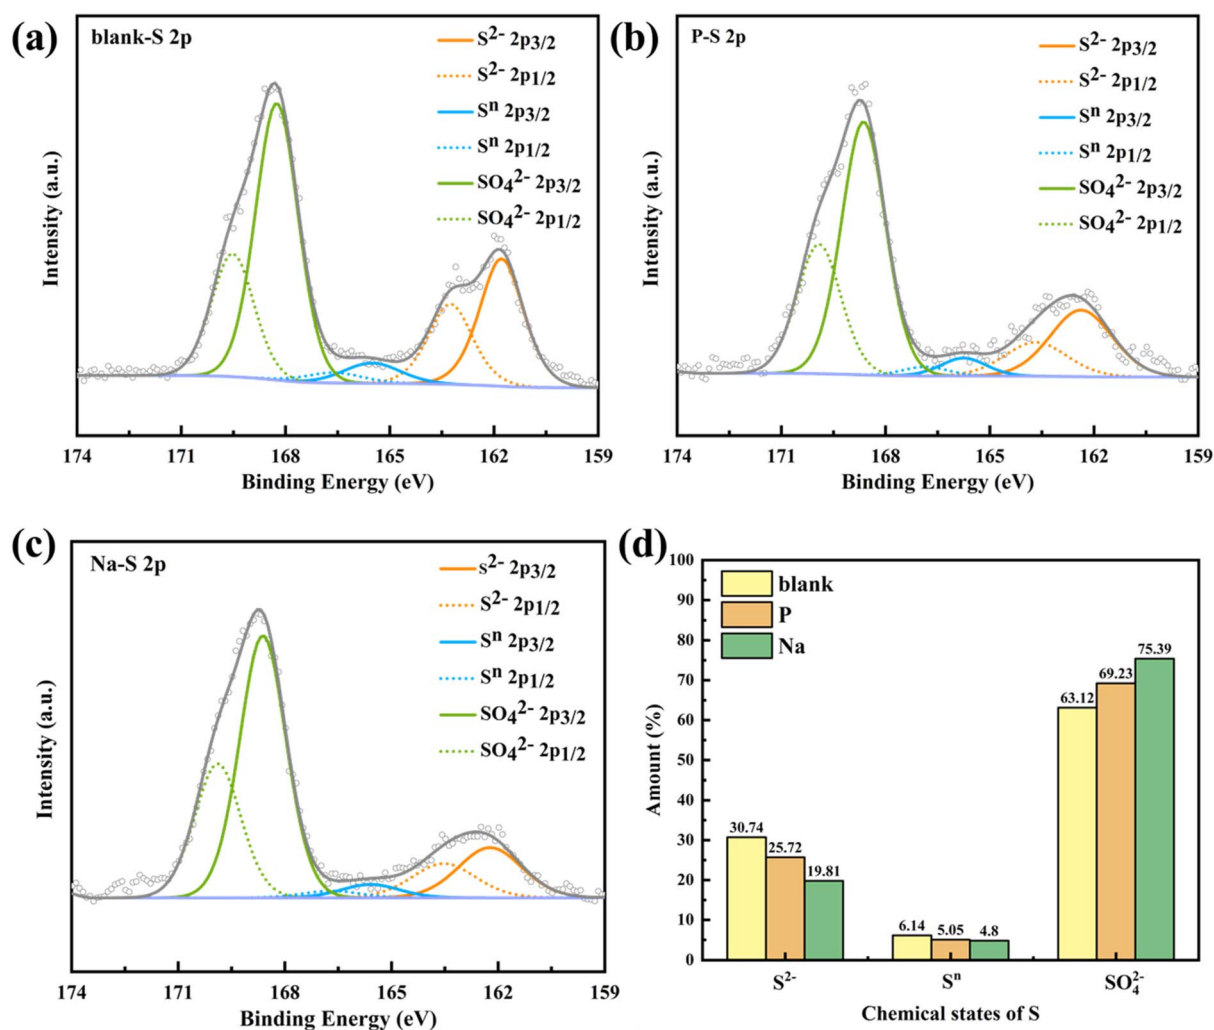 (a)
blank-S 2p
S2- 2p3/2
S2- 2p1/2
Sn 2p3/2
Sn 2p1/2
SO42- 2p3/2
SO42- 2p1/2
Intensity (a.u.)
174 171 168 165 162 159
Binding Energy (eV)
(b)
P-S 2p
S2- 2p3/2
S2- 2p1/2
Sn 2p3/2
Sn 2p1/2
SO42- 2p3/2
SO42- 2p1/2
Intensity (a.u.)
174 171 168 165 162 159
Binding Energy (eV)
(c)
Na-S 2p
S2- 2p3/2
S2- 2p1/2
Sn 2p3/2
Sn 2p1/2
SO42- 2p3/2
SO42- 2p1/2
Intensity (a.u.)
174 171 168 165 162 159
Binding Energy (eV)
(d)
blank
P
Na
100
90
80
70
60
50
40
30
20
10
0
Amount (%)
30.74 25.72 19.81
6.14 5.05 4.8
63.12 69.23 75.39
S2- Sn SO42-
Chemical states of S